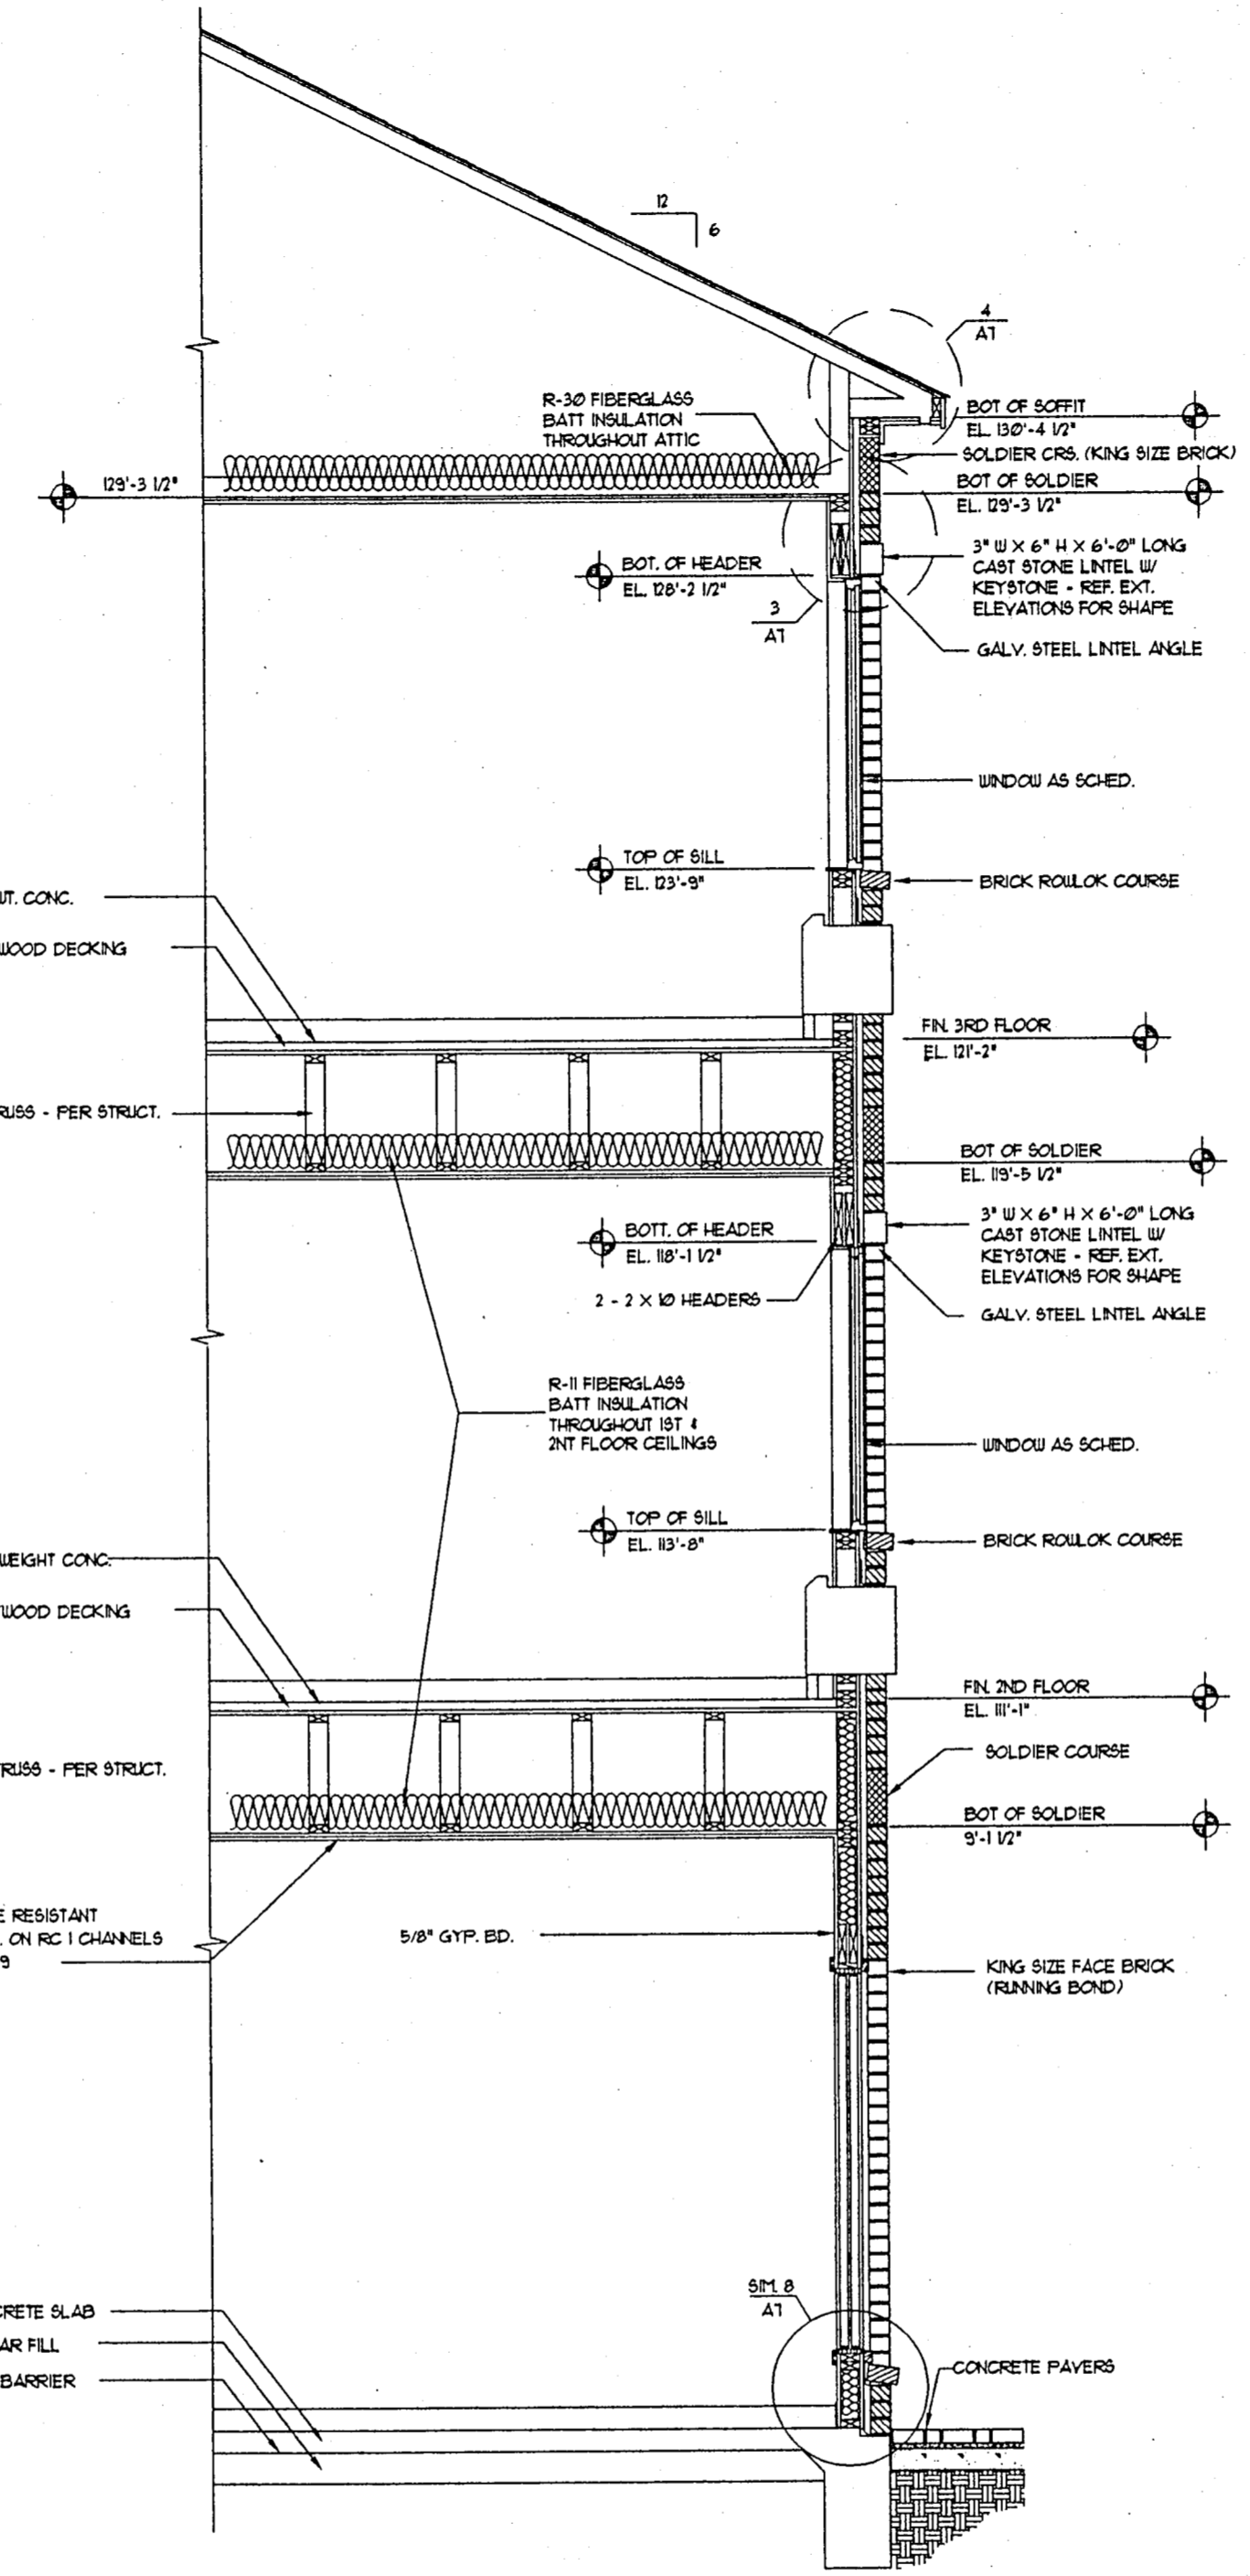 12
6
4
A7
R-30 FIBERGLASS
BATT INSULATION
THROUGHOUT ATTIC
BOT OF SOFFIT
EL. 130'-4 1/2"
SOLDIER CRS. (KING SIZE BRICK)
129'-3 1/2"
BOT OF SOLDIER
EL. 129'-3 1/2"
BOT. OF HEADER
EL. 128'-2 1/2"
3" W X 6" H X 6'-0" LONG
CAST STONE LINTEL W/
KEYSTONE - REF. EXT.
ELEVATIONS FOR SHAPE
3
A7
GALV. STEEL LINTEL ANGLE
WINDOW AS SCHED.
TOP OF SILL
EL. 123'-9"
BRICK ROWLOK COURSE
WT. CONC.
WOOD DECKING
FIN. 3RD FLOOR
EL. 121'-2"
RUSS - PER STRUCT.
BOT OF SOLDIER
EL. 119'-5 1/2"
BOTT. OF HEADER
EL. 118'-1 1/2"
3" W X 6" H X 6'-0" LONG
CAST STONE LINTEL W/
KEYSTONE - REF. EXT.
ELEVATIONS FOR SHAPE
2 - 2 X 10 HEADERS
GALV. STEEL LINTEL ANGLE
R-11 FIBERGLASS
BATT INSULATION
THROUGHOUT 1ST &
2NT FLOOR CEILINGS
WINDOW AS SCHED.
TOP OF SILL
EL. 113'-8"
BRICK ROWLOK COURSE
WEIGHT CONC.
WOOD DECKING
FIN. 2ND FLOOR
EL. 111'-1"
SOLDIER COURSE
TRUSS - PER STRUCT.
BOT OF SOLDIER
9'-1 1/2"
E RESISTANT
. ON RC 1 CHANNELS
9
5/8" GYP. BD.
KING SIZE FACE BRICK
(RUNNING BOND)
SIM. 8
A7
CRETE SLAB
AR FILL
BARRIER
CONCRETE PAVERS